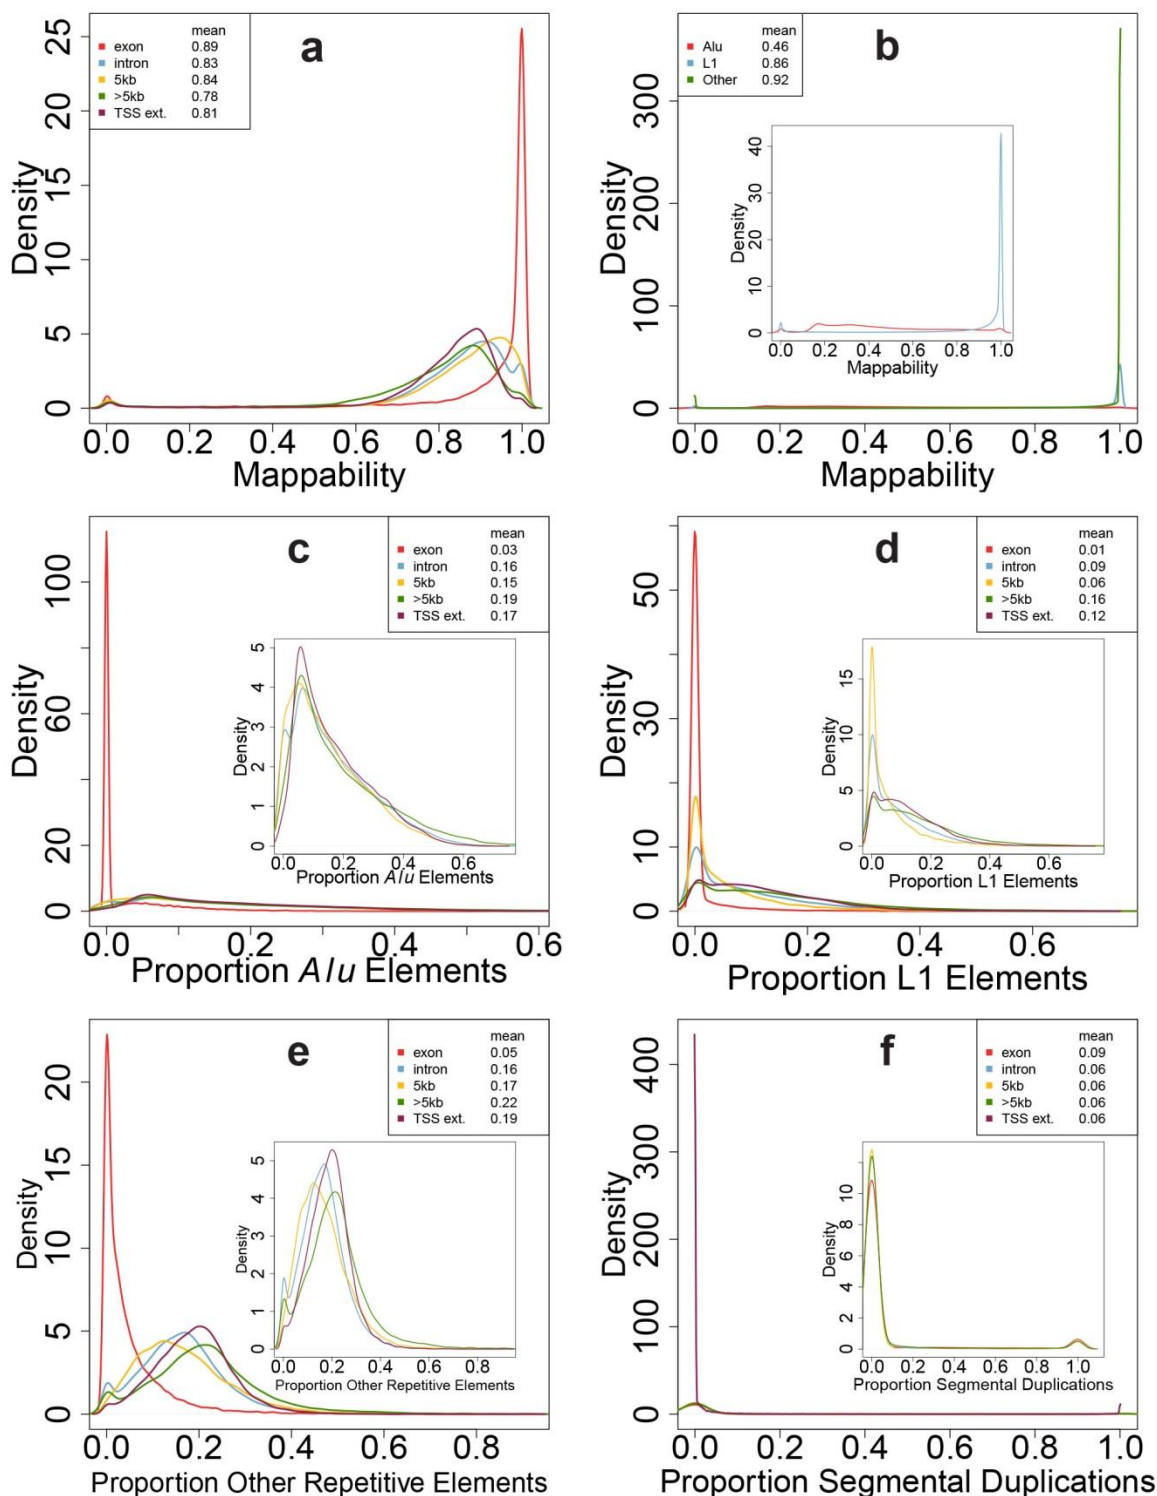 a
mean
exon 0.89
intron 0.83
5kb 0.84
>5kb 0.78
TSS ext. 0.81
Density
25
20
15
10
5
0
0.0 0.2 0.4 0.6 0.8 1.0
Mappability
b
mean
Alu 0.46
L1 0.86
Other 0.92
Density
300
200
100
0
0.0 0.2 0.4 0.6 0.8 1.0
Mappability
Density
40
30
20
10
0
0.0 0.2 0.4 0.6 0.8 1.0
Mappability
c
mean
exon 0.03
intron 0.16
5kb 0.15
>5kb 0.19
TSS ext. 0.17
Density
100
60
20
0
0.0 0.2 0.4 0.6
Proportion Alu Elements
Density
5
4
3
2
1
0
0.0 0.2 0.4 0.6
Proportion Alu Elements
d
mean
exon 0.01
intron 0.09
5kb 0.06
>5kb 0.16
TSS ext. 0.12
Density
50
30
10
0
0.0 0.2 0.4 0.6
Proportion L1 Elements
Density
15
10
5
0
0.0 0.2 0.4 0.6
Proportion L1 Elements
e
mean
exon 0.05
intron 0.16
5kb 0.17
>5kb 0.22
TSS ext. 0.19
Density
20
15
10
5
0
0.0 0.2 0.4 0.6 0.8
Proportion Other Repetitive Elements
Density
5
4
3
2
1
0
0.0 0.2 0.4 0.6 0.8
Proportion Other Repetitive Elements
f
mean
exon 0.09
intron 0.06
5kb 0.06
>5kb 0.06
TSS ext. 0.06
Density
400
300
200
100
0
0.0 0.2 0.4 0.6 0.8 1.0
Proportion Segmental Duplications
Density
10
8
6
4
2
0
0.0 0.2 0.4 0.6 0.8 1.0
Proportion Segmental Duplications